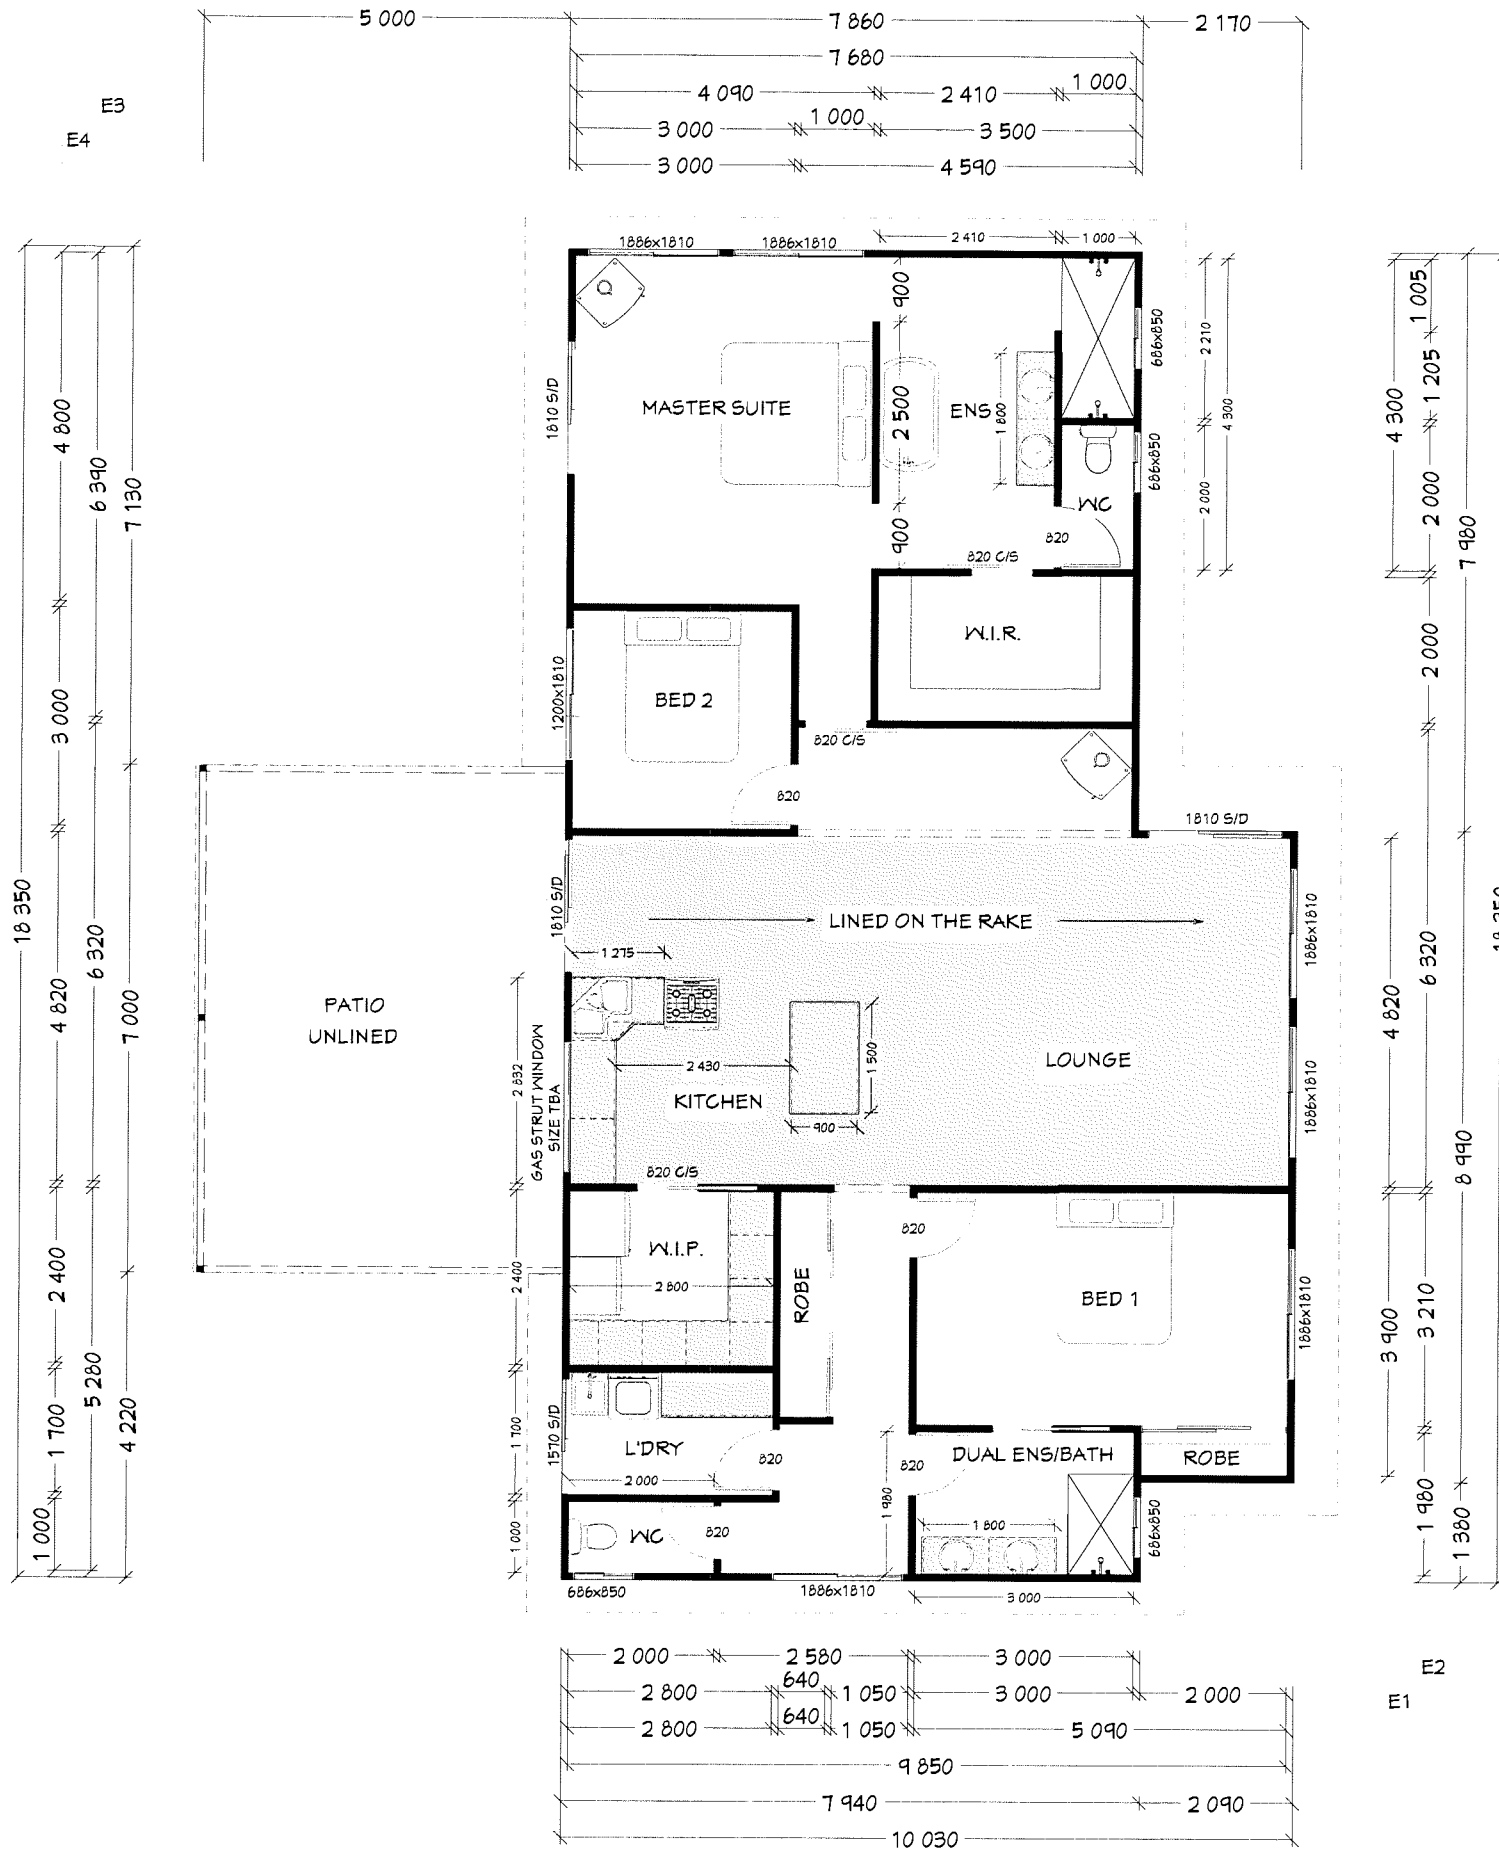 5 000
7 860
2 170
7 680
4 090
2 410
1 000
3 000
1 000
3 500
3 000
4 590
E3
E4
1886x1810
1886x1810
2 410
1 000
900
2 500
900
MASTER SUITE
ENS
1 800
1810 S/D
686x850
686x850
2 210
4 300
2 000
WC
820
820 C/S
W.I.R.
BED 2
1200x1810
820 C/S
820
1810 S/D
18 350
4 800
3 000
4 820
2 400
1 700
1 000
6 390
6 320
5 280
7 130
7 000
4 220
4 300
4 820
3 900
1 005
1 205
2 000
2 000
6 320
3 210
1 980
7 980
8 990
1 380
1810 S/D
LINED ON THE RAKE
1886x1810
1 275
PATIO
UNLINED
2 832
GAS STRUT WINDOW
SIZE TBA
2 430
1 500
900
KITCHEN
LOUNGE
1886x1810
820 C/S
W.I.P.
2 800
2 400
ROBE
820
BED 1
1886x1810
1570 S/D
1 700
L'DRY
2 000
820
820
1 980
DUAL ENS/BATH
ROBE
1 000
WC
820
1 800
686x850
686x850
1886x1810
3 000
2 000
2 580
3 000
2 800
640
1 050
3 000
2 000
2 800
640
1 050
5 090
9 850
7 940
2 090
10 030
E2
E1